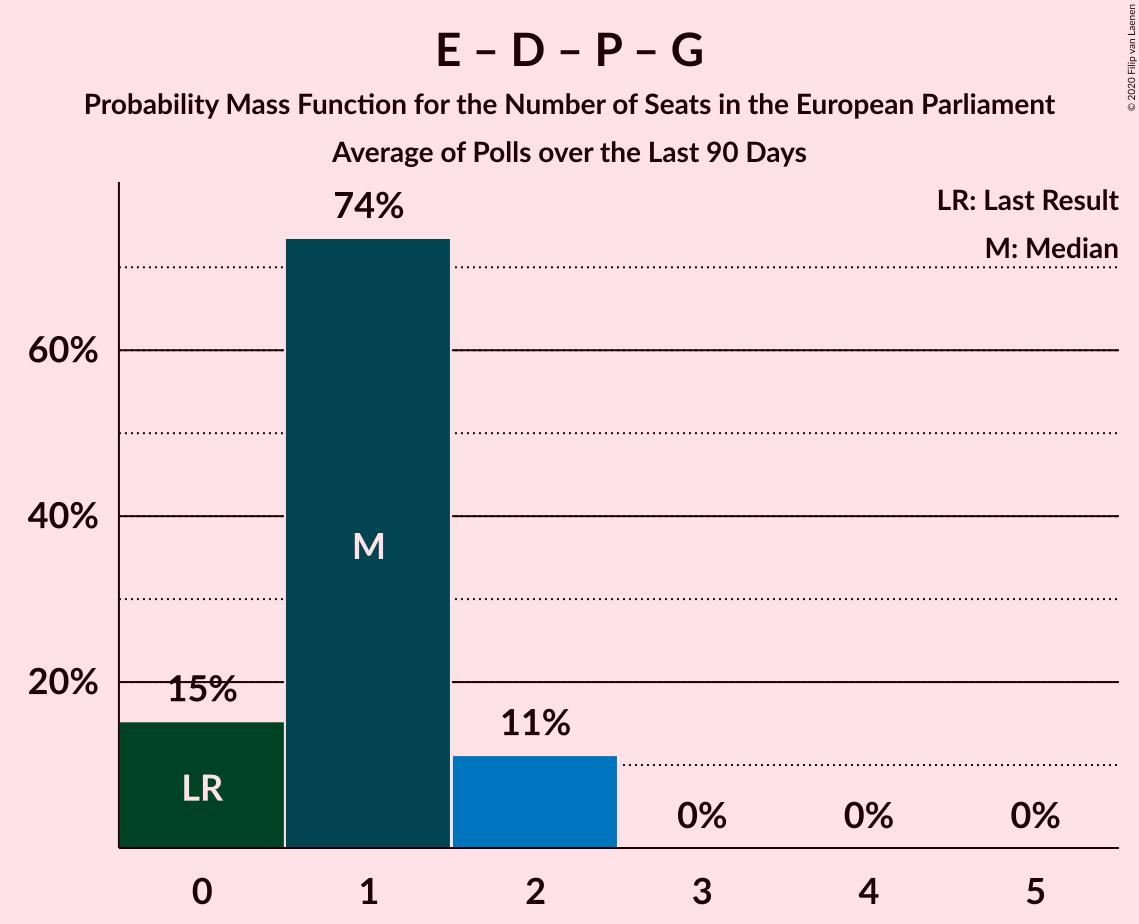 E – D – P – G
Probability Mass Function for the Number of Seats in the European Parliament
Average of Polls over the Last 90 Days
© 2020 Filip van Laenen
LR: Last Result
M: Median
74%
60%
40%
20%
M
15%
LR
11%
0%
0%
0%
0
1
2
3
4
5